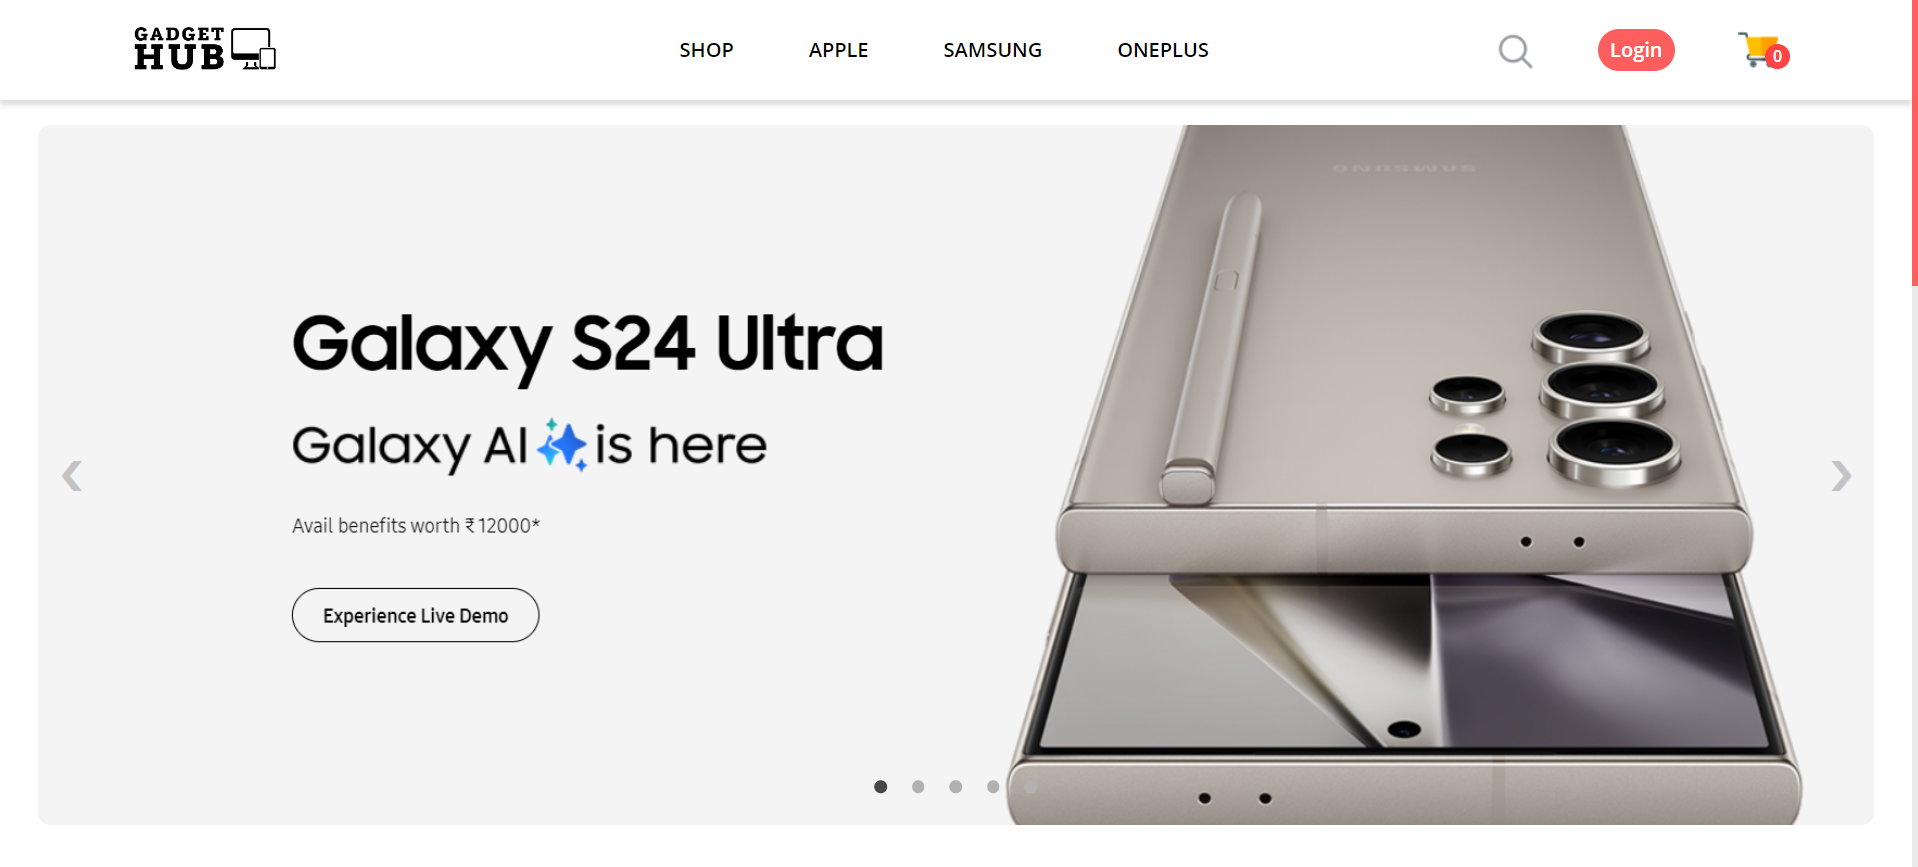 GADGET
HUB
SHOP APPLE SAMSUNG ONEPLUS Login 0
SAMSUNG
Galaxy S24 Ultra
Galaxy AI is here
Avail benefits worth ₹12000*
Experience Live Demo